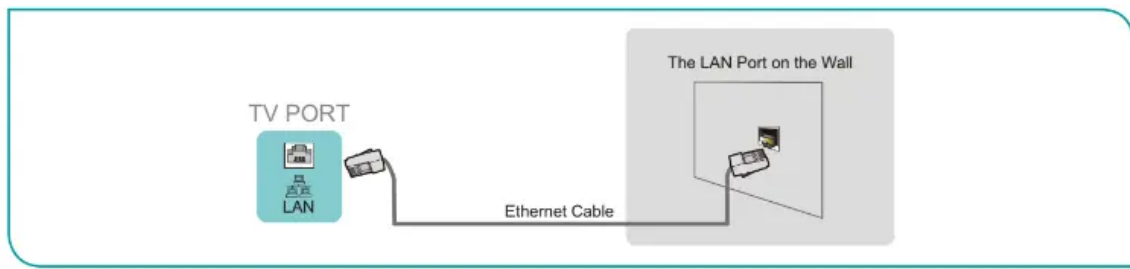 The LAN Port on the Wall
TV PORT
LAN
Ethernet Cable